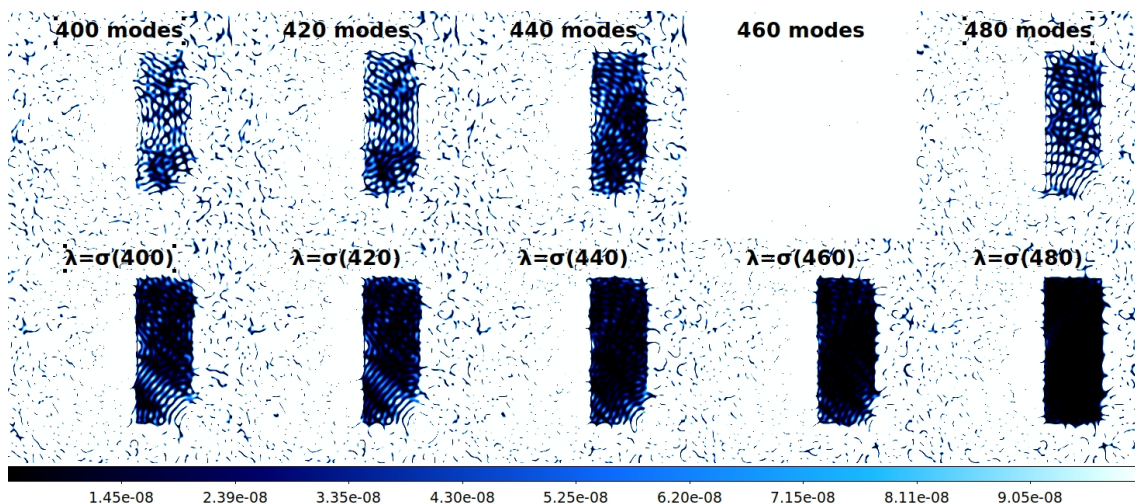 400 modes
420 modes
440 modes
460 modes
480 modes
λ=σ(400)
λ=σ(420)
λ=σ(440)
λ=σ(460)
λ=σ(480)
1.45e-08 2.39e-08 3.35e-08 4.30e-08 5.25e-08 6.20e-08 7.15e-08 8.11e-08 9.05e-08